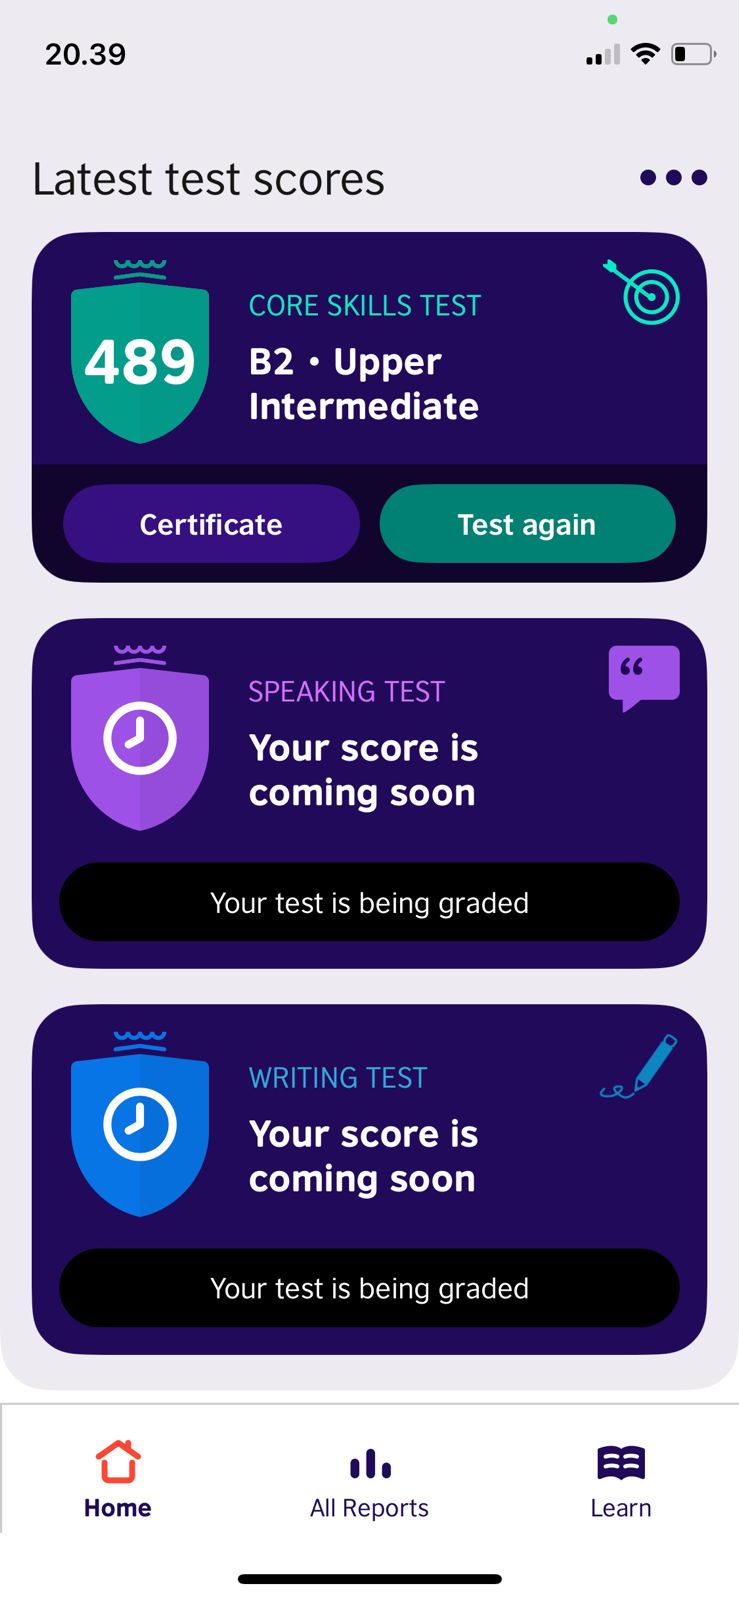 20.39
Latest test scores
489
CORE SKILLS TEST
B2 • Upper
Intermediate
Certificate
Test again
SPEAKING TEST
“
Your score is
coming soon
Your test is being graded
WRITING TEST
Your score is
coming soon
Your test is being graded
Home
All Reports
Learn